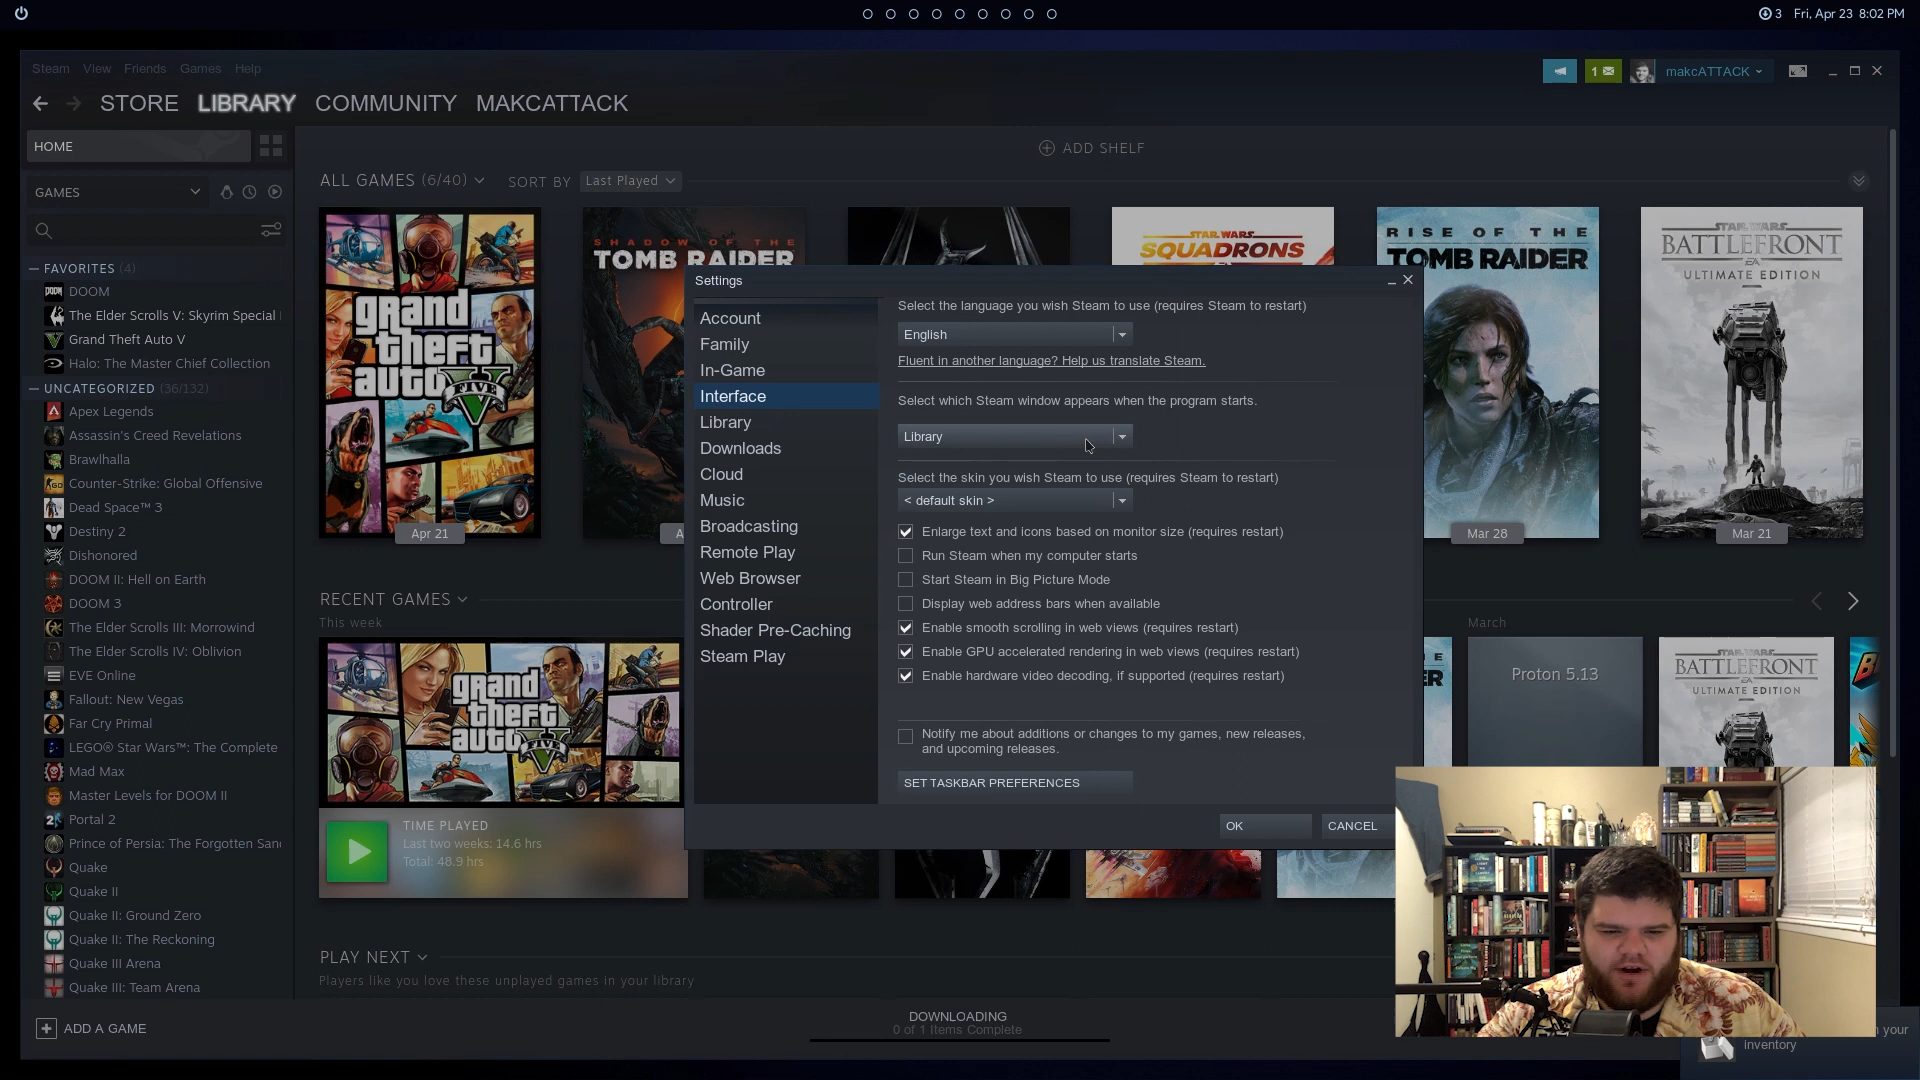 3 Fri, Apr 23 8:02 PM
Steam View Friends Games Help
1 makcATTACK
STORE LIBRARY COMMUNITY MAKCATTACK
HOME
ADD SHELF
GAMES
ALL GAMES (6/40) SORT BY Last Played
FAVORITES (4)
DOOM
The Elder Scrolls V: Skyrim Special
Grand Theft Auto V
Halo: The Master Chief Collection
UNCATEGORIZED (36/132)
Apex Legends
Assassin's Creed Revelations
Brawlhalla
Counter-Strike: Global Offensive
Dead Space™ 3
Destiny 2
Dishonored
DOOM II: Hell on Earth
DOOM 3
The Elder Scrolls III: Morrowind
The Elder Scrolls IV: Oblivion
EVE Online
Fallout: New Vegas
Far Cry Primal
LEGO® Star Wars™: The Complete
Mad Max
Master Levels for DOOM II
Portal 2
Prince of Persia: The Forgotten San
Quake
Quake II
Quake II: Ground Zero
Quake II: The Reckoning
Quake III Arena
Quake III: Team Arena
ADD A GAME
grand
theft
auto V
FIVE
Apr 21
SHADOW OF THE
TOMB RAIDER
STAR WARS
SQUADRONS
RISE OF THE
TOMB RAIDER
Mar 28
STAR WARS
BATTLEFRONT
EA
ULTIMATE EDITION
Mar 21
Settings
Account
Family
In-Game
Interface
Library
Downloads
Cloud
Music
Broadcasting
Remote Play
Web Browser
Controller
Shader Pre-Caching
Steam Play
Select the language you wish Steam to use (requires Steam to restart)
English
Fluent in another language? Help us translate Steam.
Select which Steam window appears when the program starts.
Library
Select the skin you wish Steam to use (requires Steam to restart)
< default skin >
Enlarge text and icons based on monitor size (requires restart)
Run Steam when my computer starts
Start Steam in Big Picture Mode
Display web address bars when available
Enable smooth scrolling in web views (requires restart)
Enable GPU accelerated rendering in web views (requires restart)
Enable hardware video decoding, if supported (requires restart)
Notify me about additions or changes to my games, new releases,
and upcoming releases.
SET TASKBAR PREFERENCES
OK CANCEL
RECENT GAMES
This week
March
grand
theft
auto V
FIVE
Proton 5.13
STAR WARS
BATTLEFRONT
ULTIMATE EDITION
TIME PLAYED
Last two weeks: 14.6 hrs
Total: 48.9 hrs
PLAY NEXT
Players like you love these unplayed games in your library
DOWNLOADING
0 of 1 Items Complete
your
inventory